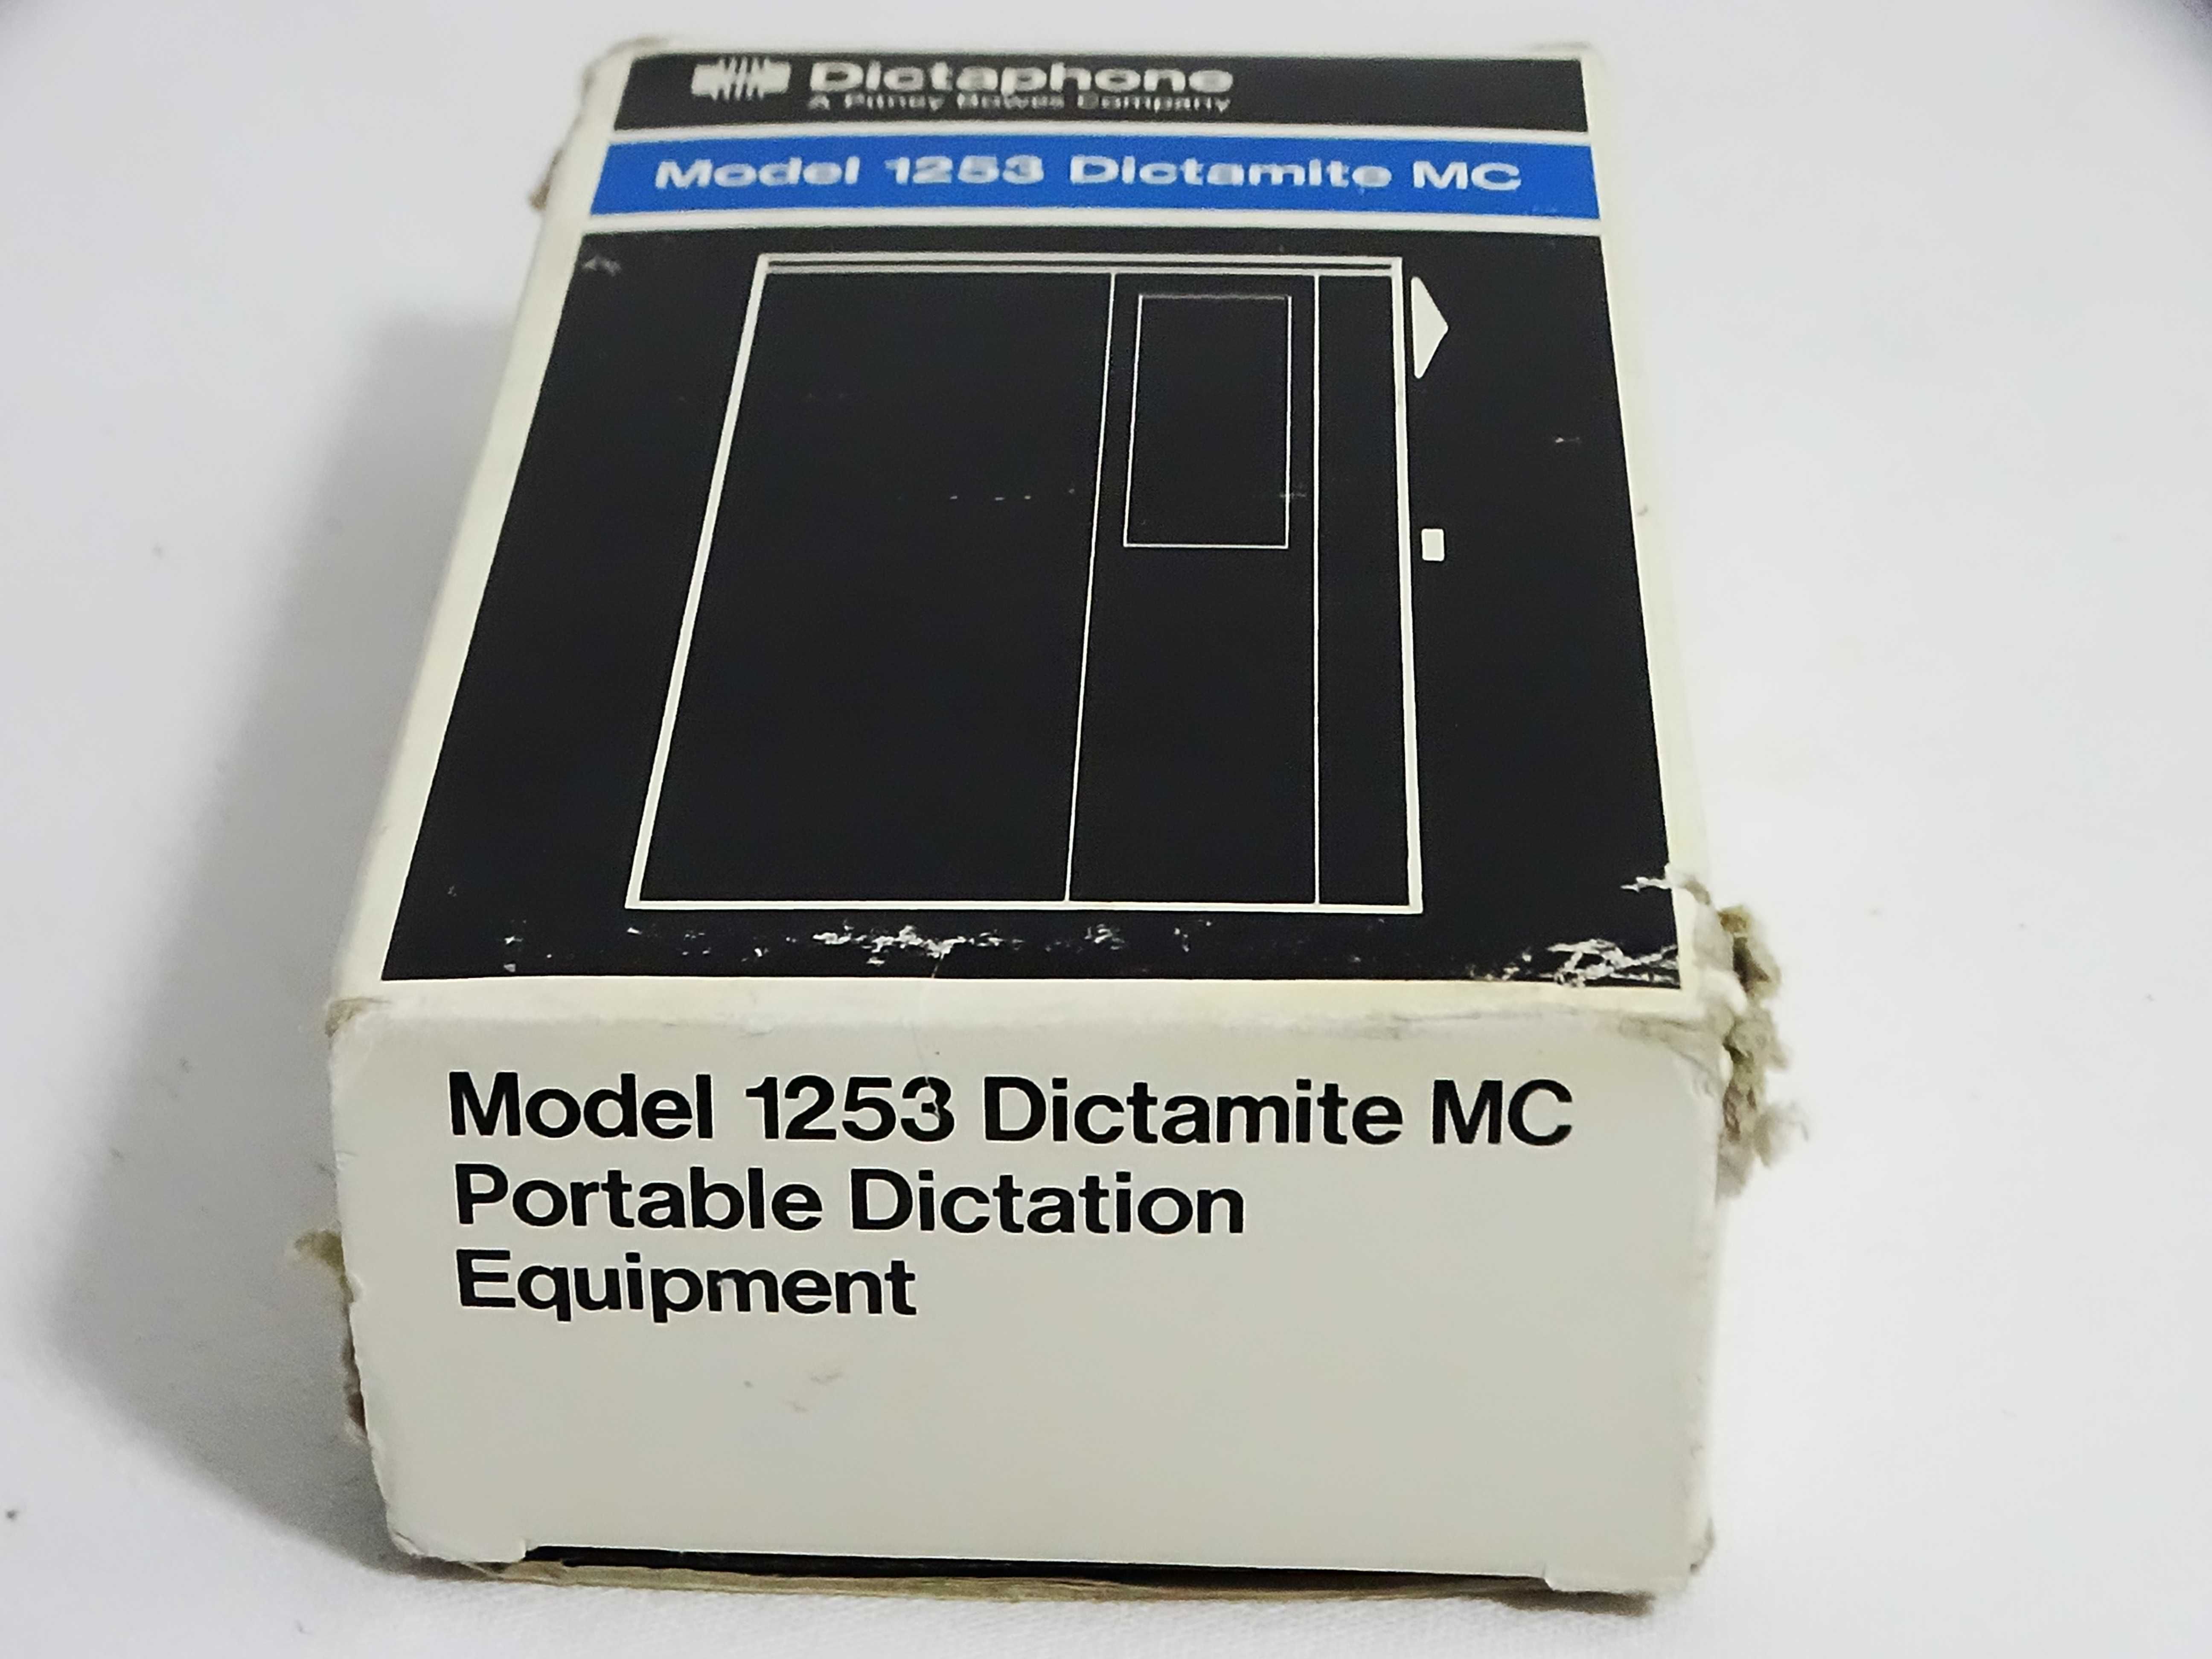 Dictaphone
A Pitney Bowes Company
Model 1253 Dictamite MC
Model 1253 Dictamite MC
Portable Dictation
Equipment